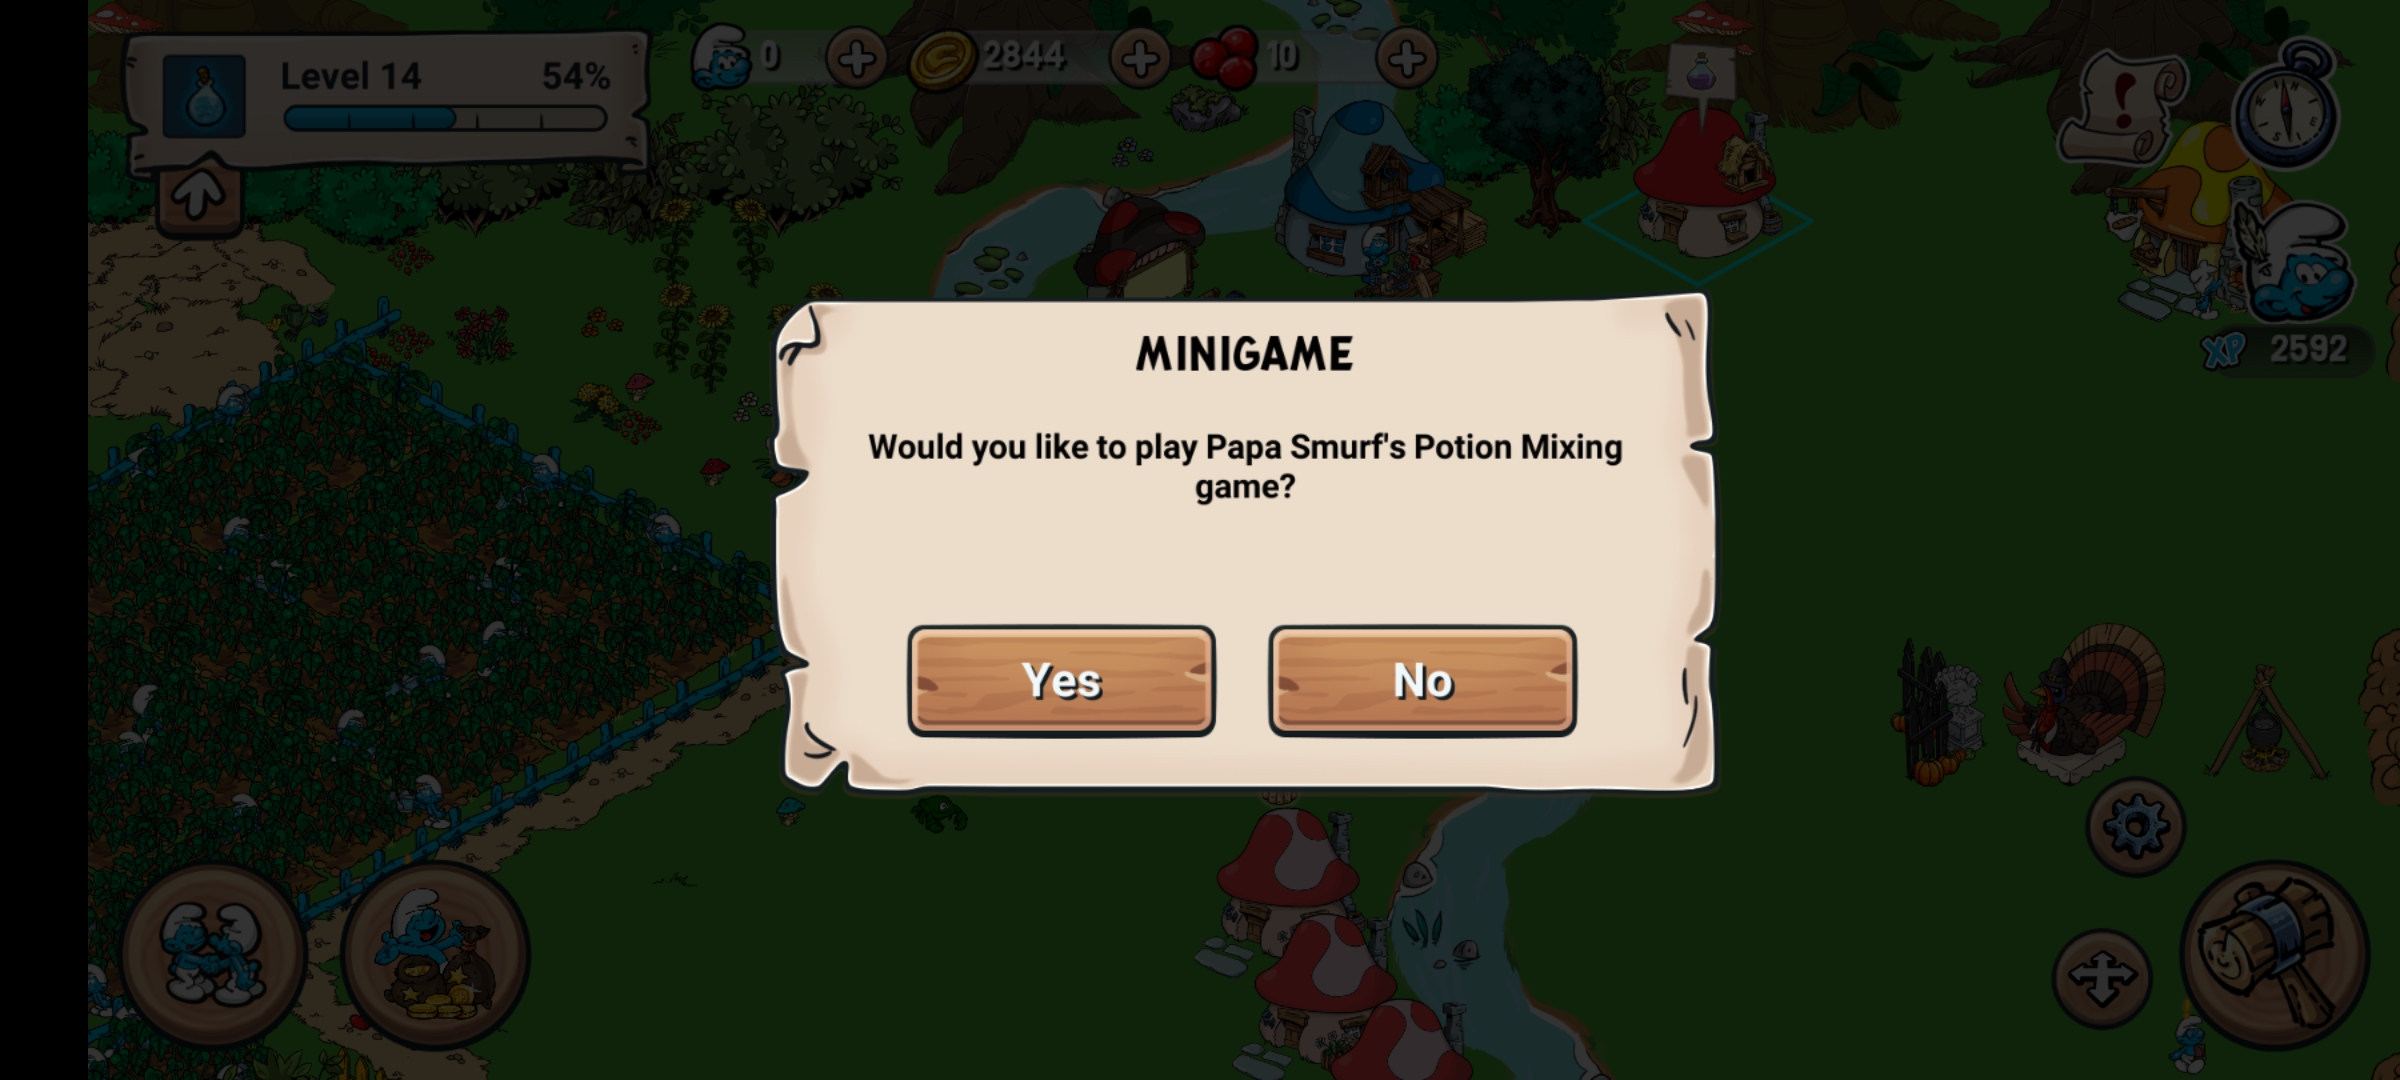 Level 14
54%
0
2844
10
XP 2592
MINIGAME
Would you like to play Papa Smurf's Potion Mixing
game?
Yes
No